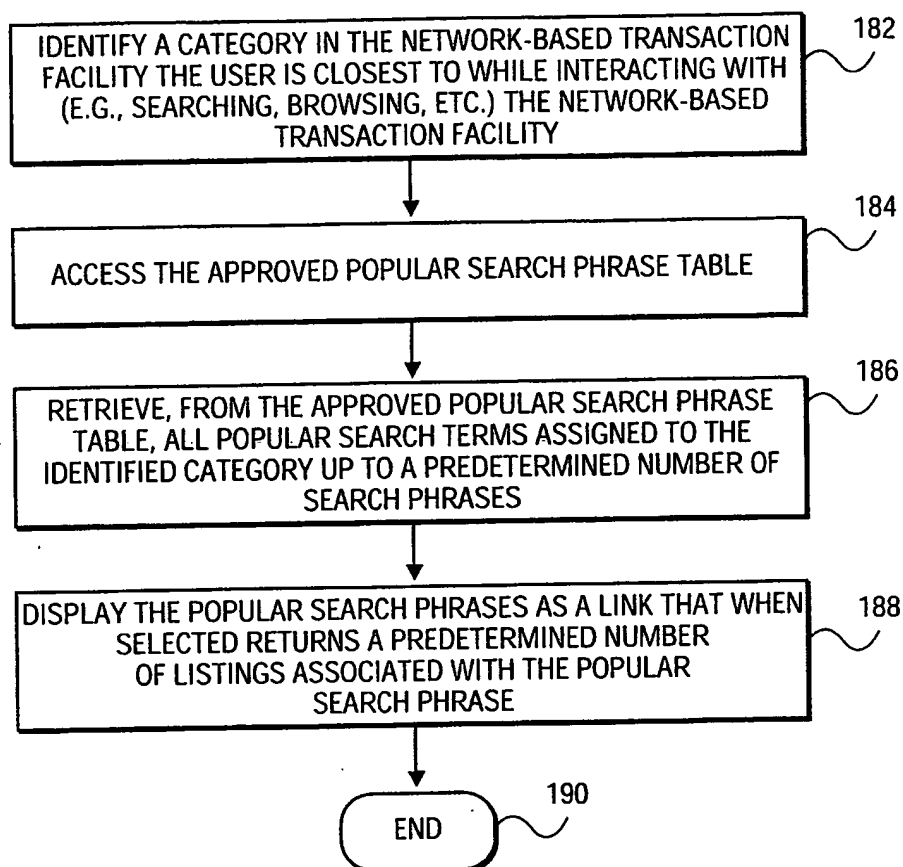 182
IDENTIFY A CATEGORY IN THE NETWORK-BASED TRANSACTION
FACILITY THE USER IS CLOSEST TO WHILE INTERACTING WITH
(E.G., SEARCHING, BROWSING, ETC.) THE NETWORK-BASED
TRANSACTION FACILITY
184
ACCESS THE APPROVED POPULAR SEARCH PHRASE TABLE
186
RETRIEVE, FROM THE APPROVED POPULAR SEARCH PHRASE
TABLE, ALL POPULAR SEARCH TERMS ASSIGNED TO THE
IDENTIFIED CATEGORY UP TO A PREDETERMINED NUMBER OF
SEARCH PHRASES
188
DISPLAY THE POPULAR SEARCH PHRASES AS A LINK THAT WHEN
SELECTED RETURNS A PREDETERMINED NUMBER
OF LISTINGS ASSOCIATED WITH THE POPULAR
SEARCH PHRASE
190
END